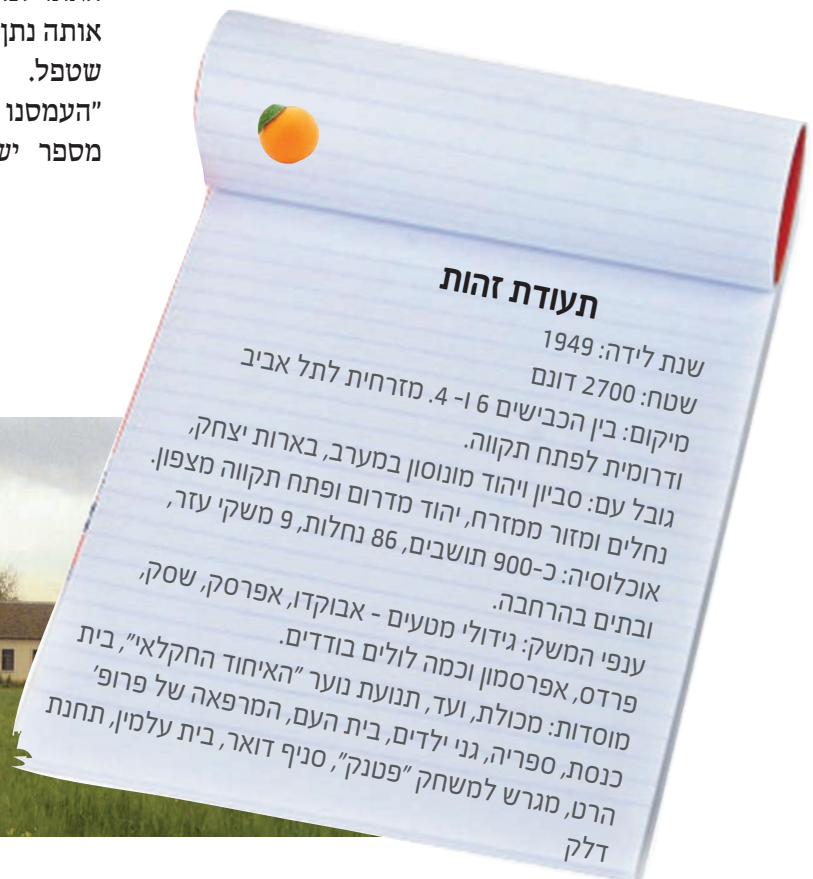 אותה נתן
שטפל.
"העמסנו
מספר
תעודת זהות
שנת לידה: 1949
שטח: 2700 דונם
מיקום: בין הכבישים 6 ו- 4. מזרחית לתל אביב
ודרומית לפתח תקווה.
גובל עם: סביון ויהוד מונוסון במערב, בארות יצחק,
נחלים ומזור ממזרח, יהוד מדרום ופתח תקווה מצפון.
אוכלוסיה: כ-900 תושבים, 86 נחלות, 9 משקי עזר,
ובתים בהרחבה.
ענפי המשק: גידולי מטעים - אבוקדו, אפרסק, שסק,
פרדס, אפרסמון וכמה לולים בודדים.
מוסדות: מכולת, ועד, תנועת נוער "האיחוד החקלאי", בית
כנסת, ספריה, גני ילדים, בית העם, המרפאה של פרופ'
הרט, מגרש למשחק "פטנק", סניף דואר, בית עלמין, תחנת
דלק